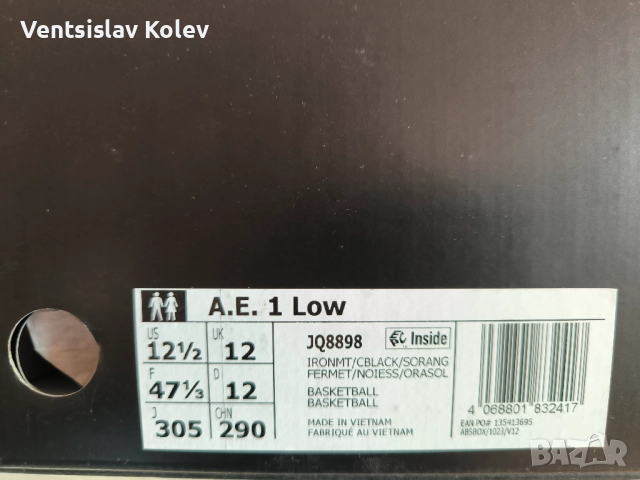 Ventsislav Kolev
A.E. 1 Low
US 12½ UK 12
F 47⅓ D 12
J 305 CHN 290
JQ8898 Inside
IRONMT/CBLACK/SORANG
FERMET/NOIESS/ORASOL
BASKETBALL
BASKETBALL
MADE IN VIETNAM
FABRIQUÉ AU VIETNAM
4 068801 832417
EAN PO#: 135413695
ABSBOX/1023/V12
bazar